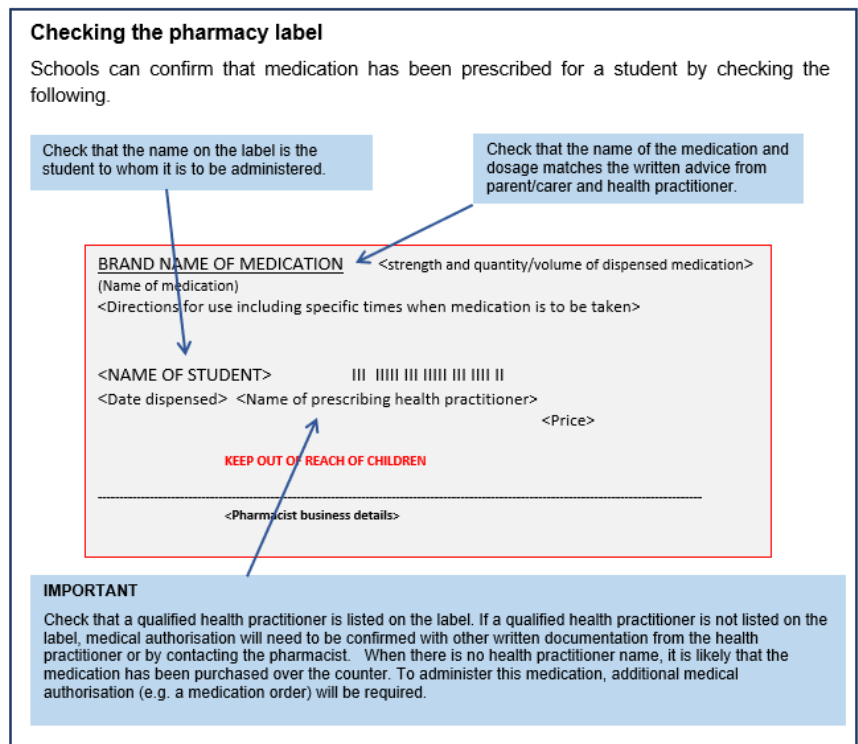 Checking the pharmacy label
Schools can confirm that medication has been prescribed for a student by checking the
following.
Check that the name on the label is the
student to whom it is to be administered.
Check that the name of the medication and
dosage matches the written advice from
parent/carer and health practitioner.
BRAND NAME OF MEDICATION <strength and quantity/volume of dispensed medication>
(Name of medication)
<Directions for use including specific times when medication is to be taken>
<NAME OF STUDENT>
<Date dispensed> <Name of prescribing health practitioner>
<Price>
KEEP OUT OF REACH OF CHILDREN
<Pharmacist business details>
IMPORTANT
Check that a qualified health practitioner is listed on the label. If a qualified health practitioner is not listed on the
label, medical authorisation will need to be confirmed with other written documentation from the health
practitioner or by contacting the pharmacist. When there is no health practitioner name, it is likely that the
medication has been purchased over the counter. To administer this medication, additional medical
authorisation (e.g. a medication order) will be required.